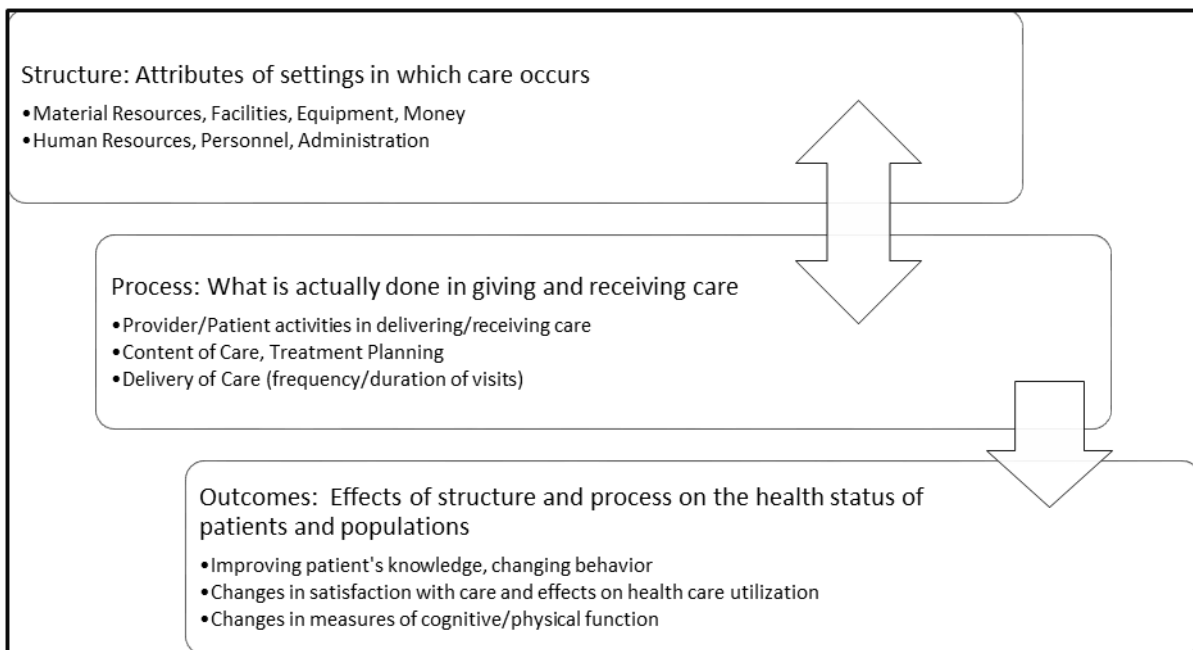 Structure: Attributes of settings in which care occurs
•Material Resources, Facilities, Equipment, Money
•Human Resources, Personnel, Administration
Process: What is actually done in giving and receiving care
•Provider/Patient activities in delivering/receiving care
•Content of Care, Treatment Planning
•Delivery of Care (frequency/duration of visits)
Outcomes:  Effects of structure and process on the health status of
patients and populations
•Improving patient's knowledge, changing behavior
•Changes in satisfaction with care and effects on health care utilization
•Changes in measures of cognitive/physical function